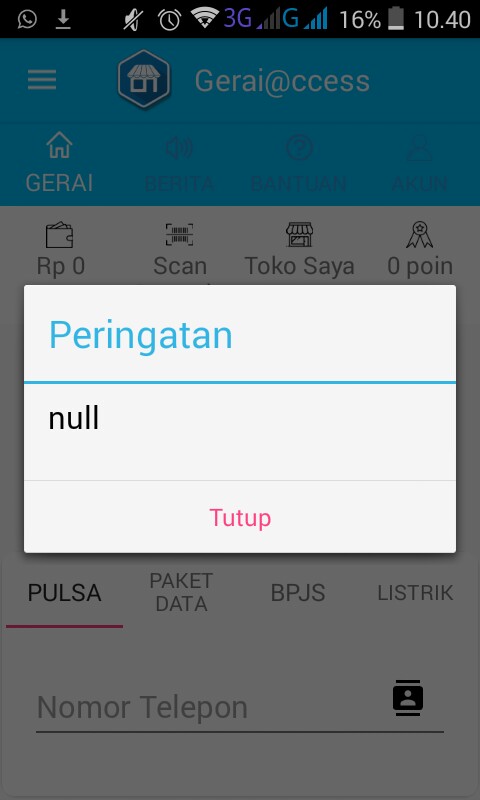 3G G 16% 10.40
Gerai@ccess
GERAI BERITA BANTUAN AKUN
Rp 0 Scan Toko Saya 0 poin
Peringatan
null
Tutup
PULSA PAKET DATA BPJS LISTRIK
Nomor Telepon